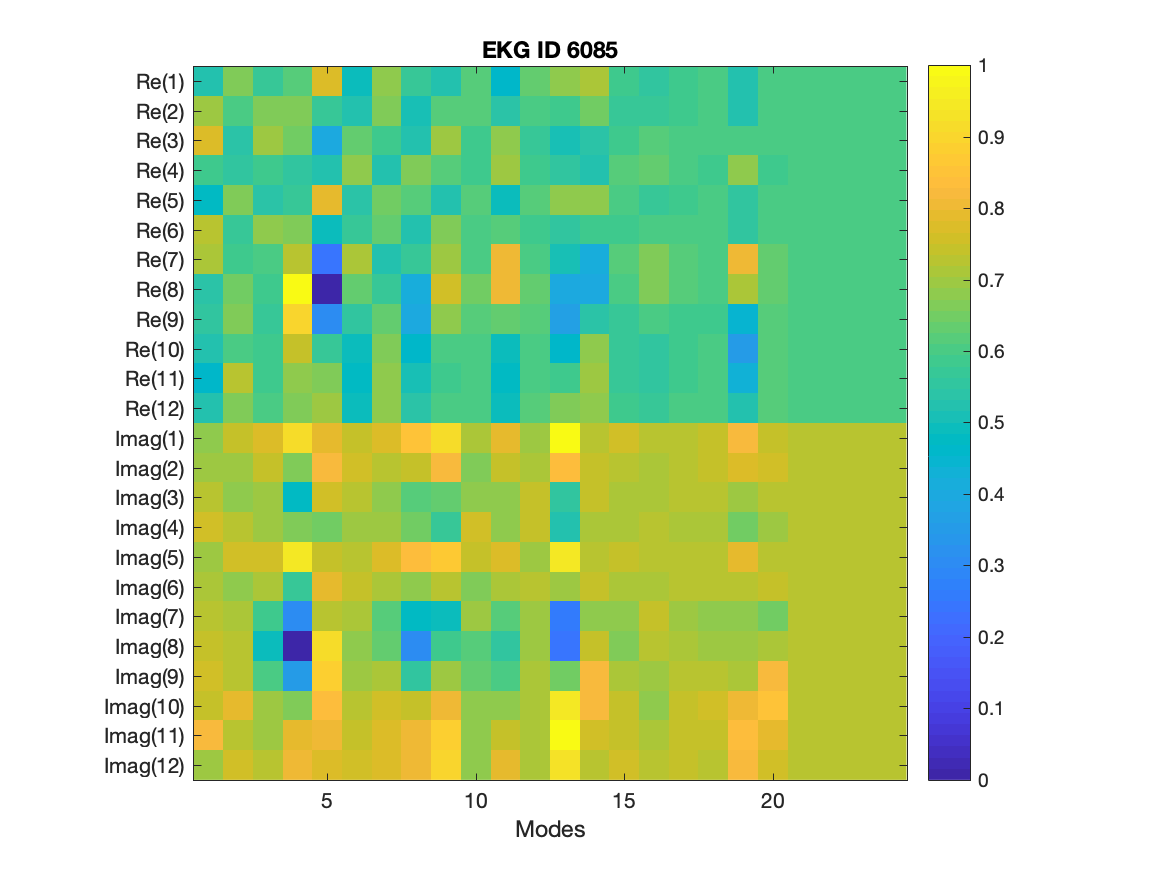 EKG ID 6085
Re(1)
Re(2)
Re(3)
Re(4)
Re(5)
Re(6)
Re(7)
Re(8)
Re(9)
Re(10)
Re(11)
Re(12)
Imag(1)
Imag(2)
Imag(3)
Imag(4)
Imag(5)
Imag(6)
Imag(7)
Imag(8)
Imag(9)
Imag(10)
Imag(11)
Imag(12)
5 10 15 20
Modes
1
0.9
0.8
0.7
0.6
0.5
0.4
0.3
0.2
0.1
0